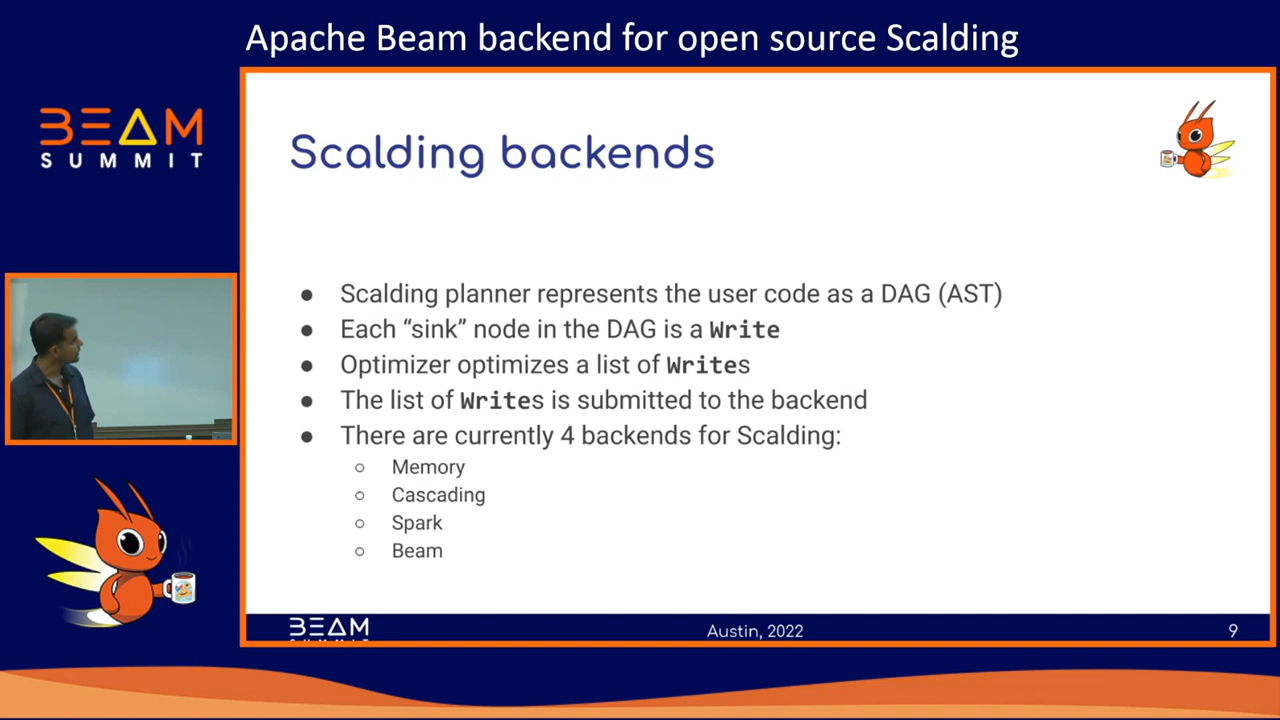 Apache Beam backend for open source Scalding
BEAM
SUMMIT
Scalding backends
● Scalding planner represents the user code as a DAG (AST)
● Each “sink” node in the DAG is a Write
● Optimizer optimizes a list of Writes
● The list of Writes is submitted to the backend
● There are currently 4 backends for Scalding:
○ Memory
○ Cascading
○ Spark
○ Beam
BEAM
Austin, 2022
9